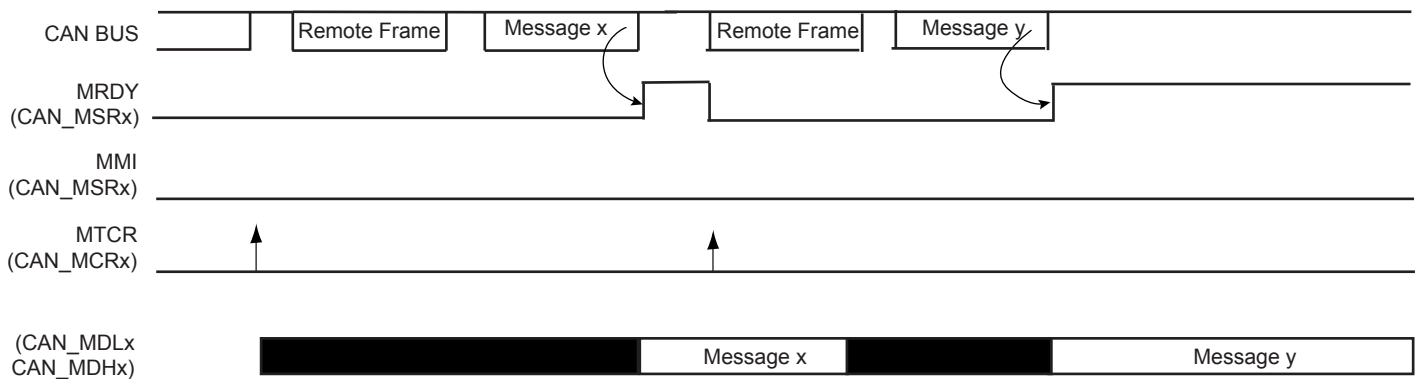 CAN BUS
Remote Frame
Message x
Remote Frame
Message y
MRDY
(CAN_MSRx)
MMI
(CAN_MSRx)
MTCR
(CAN_MCRx)
(CAN_MDLx
CAN_MDHx)
Message x
Message y